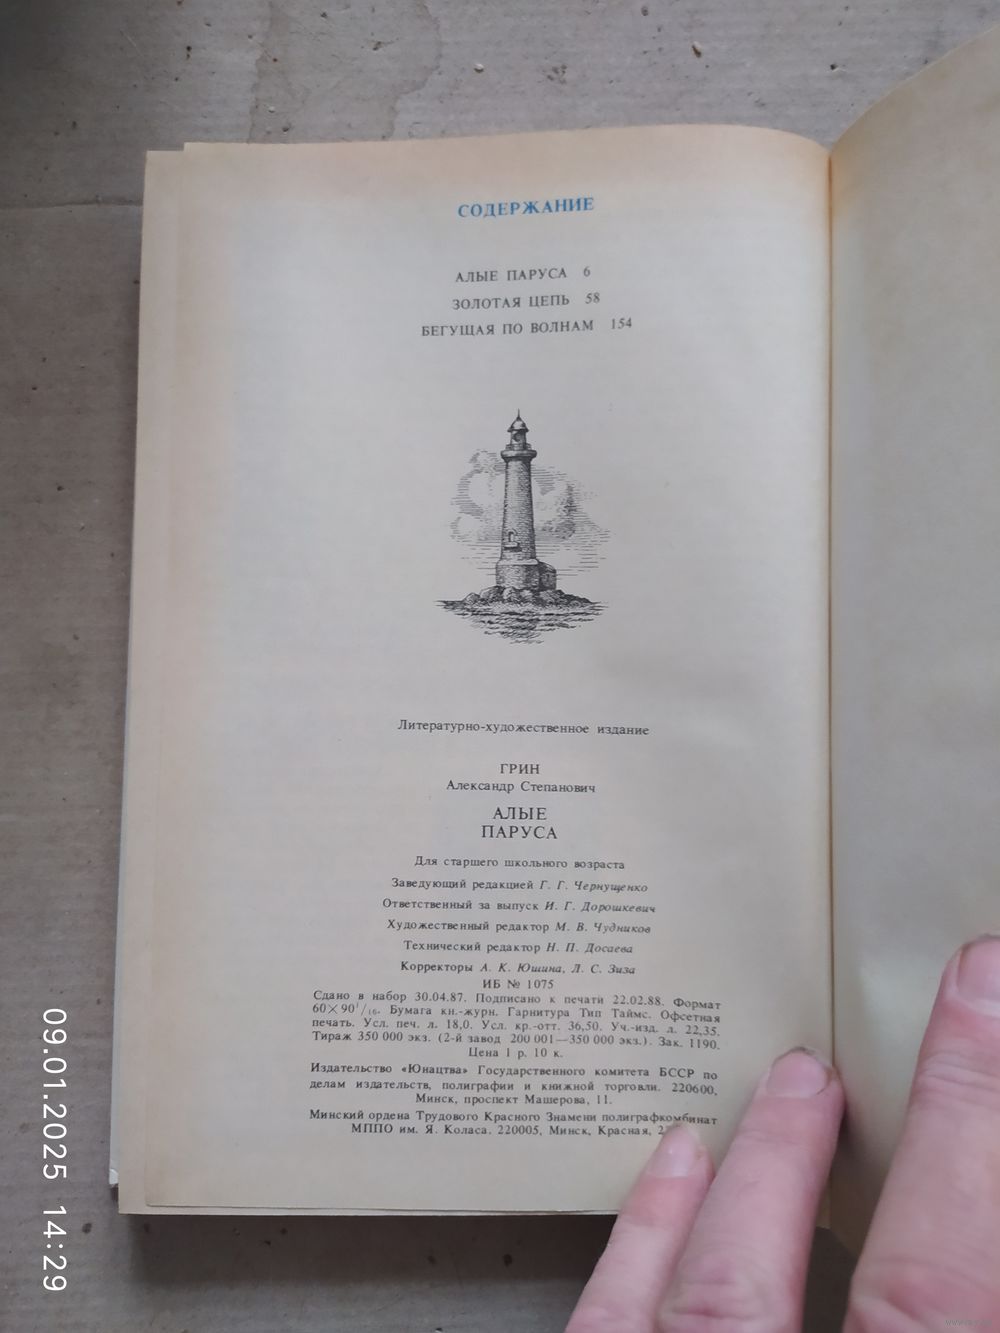 СОДЕРЖАНИЕ
АЛЫЕ ПАРУСА 6
ЗОЛОТАЯ ЦЕПЬ 58
БЕГУЩАЯ ПО ВОЛНАМ 154
Литературно-художественное издание
ГРИН
Александр Степанович
АЛЫЕ
ПАРУСА
Для старшего школьного возраста
Заведующий редакцией Г. Г. Чернущенко
Ответственный за выпуск И. Г. Дорошкевич
Художественный редактор М. В. Чудников
Технический редактор Н. П. Досаева
Корректоры А. К. Юшина, Л. С. Зиза
ИБ № 1075
Сдано в набор 30.04.87. Подписано к печати 22.02.88. Формат
60×90¹/₁₆. Бумага кн.-журн. Гарнитура Тип Таймс. Офсетная
печать. Усл. печ. л. 18,0. Усл. кр.-отт. 36,50. Уч.-изд. л. 22,35.
Тираж 350 000 экз. (2-й завод 200 001—350 000 экз.). Зак. 1190.
Цена 1 р. 10 к.
Издательство «Юнацтва» Государственного комитета БССР по
делам издательств, полиграфии и книжной торговли. 220600,
Минск, проспект Машерова, 11.
Минский ордена Трудового Красного Знамени полиграфкомбинат
МППО им. Я. Коласа. 220005, Минск, Красная,
09.01.2025 14:29